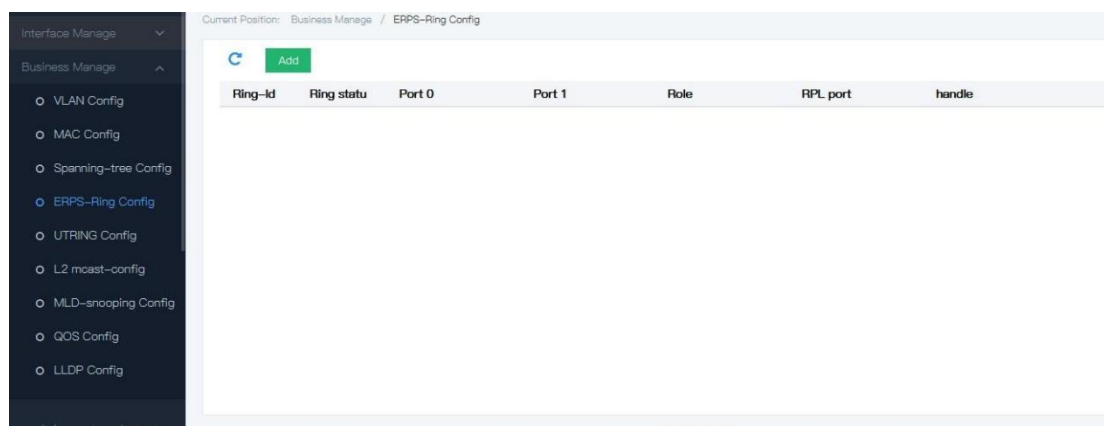 Current Position: Business Manage / ERPS-Ring Config
Interface Manage
Business Manage
VLAN Config
MAC Config
Spanning-tree Config
ERPS-Ring Config
UTRING Config
L2 mcast-config
MLD-snooping Config
QOS Config
LLDP Config
Add
Ring-Id Ring statu Port 0 Port 1 Role RPL port handle